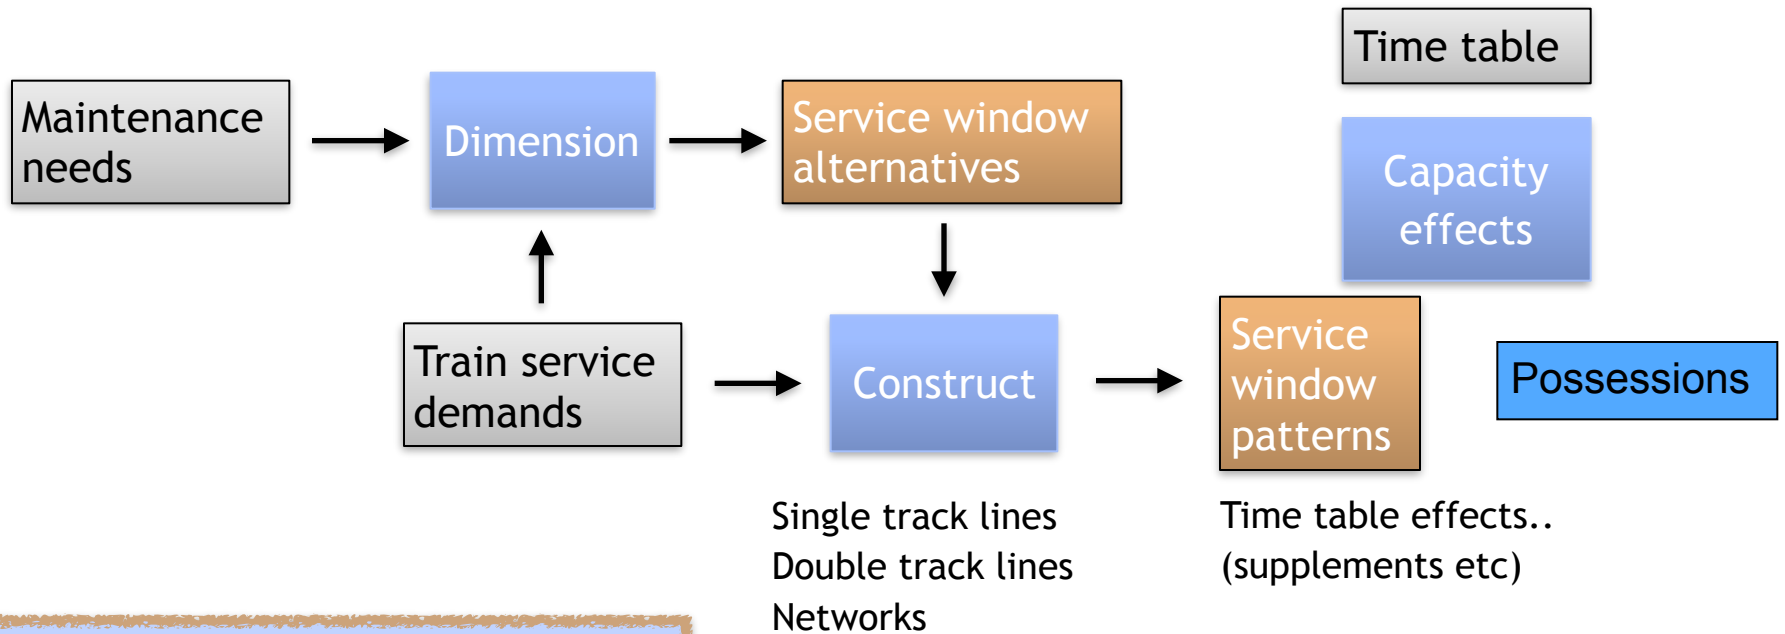 Time table
Maintenance
needs
Dimension
Service window
alternatives
Capacity
effects
Train service
demands
Construct
Service
window
patterns
Possessions
Single track lines
Double track lines
Networks
Time table effects..
(supplements etc)